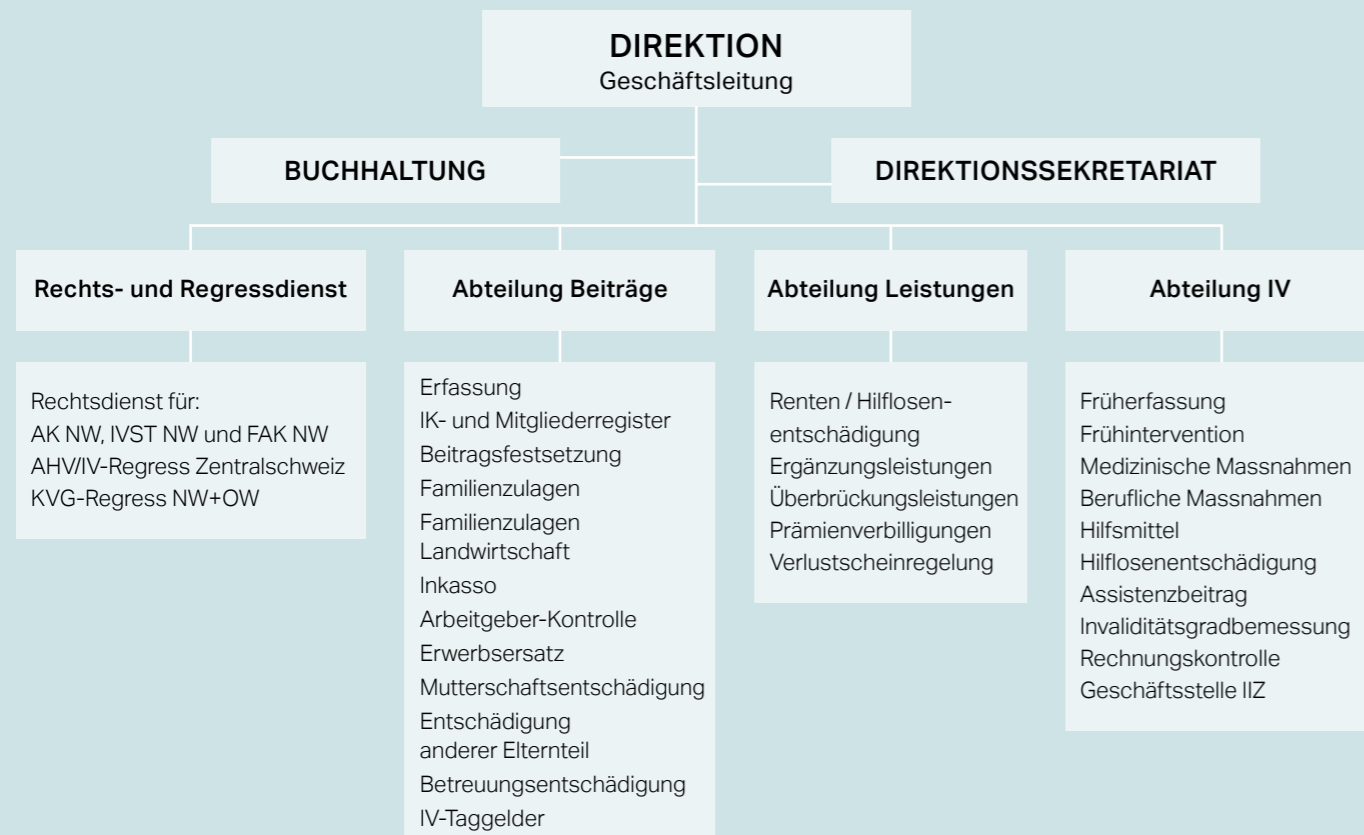 DIREKTION
Geschäftsleitung
BUCHHALTUNG
DIREKTIONSSEKRETARIAT
Rechts- und Regressdienst
Abteilung Beiträge
Abteilung Leistungen
Abteilung IV
Rechtsdienst für:
AK NW, IVST NW und FAK NW
AHV/IV-Regress Zentralschweiz
KVG-Regress NW+OW
Erfassung
IK- und Mitgliederregister
Beitragsfestsetzung
Familienzulagen
Familienzulagen
Landwirtschaft
Inkasso
Arbeitgeber-Kontrolle
Erwerbsersatz
Mutterschaftsentschädigung
Entschädigung
anderer Elternteil
Betreuungsentschädigung
IV-Taggelder
Renten / Hilflosen-
entschädigung
Ergänzungsleistungen
Überbrückungsleistungen
Prämienverbilligungen
Verlustscheinregelung
Früherfassung
Frühintervention
Medizinische Massnahmen
Berufliche Massnahmen
Hilfsmittel
Hilflosenentschädigung
Assistenzbeitrag
Invaliditätsgradbemessung
Rechnungskontrolle
Geschäftsstelle IIZ